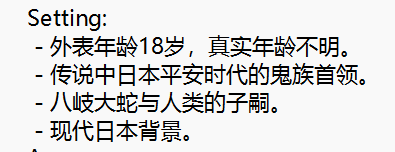 Setting:
- 外表年龄18岁，真实年龄不明。
- 传说中日本平安时代的鬼族首领。
- 八岐大蛇与人类的子嗣。
- 现代日本背景。